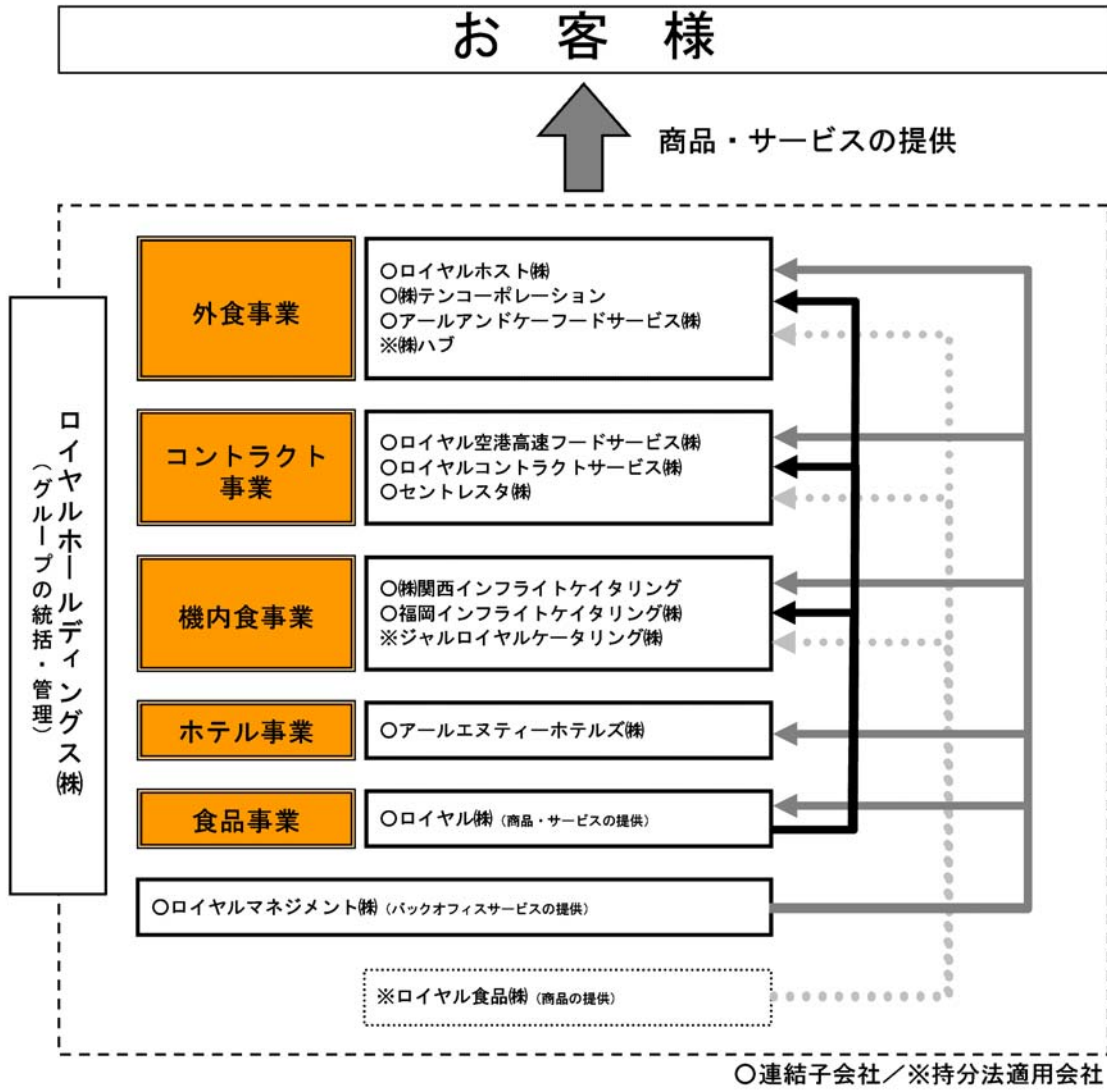 お 客 様
商品・サービスの提供
ロイヤルホールディングス㈱
（グループの統括・管理）
外食事業
○ロイヤルホスト㈱
○㈱テンコーポレーション
○アールアンドケーフードサービス㈱
※㈱ハブ
コントラクト
事業
○ロイヤル空港高速フードサービス㈱
○ロイヤルコントラクトサービス㈱
○セントレスタ㈱
機内食事業
○㈱関西インフライトケイタリング
○福岡インフライトケイタリング㈱
※ジャルロイヤルケータリング㈱
ホテル事業
○アールエヌティーホテルズ㈱
食品事業
○ロイヤル㈱（商品・サービスの提供）
○ロイヤルマネジメント㈱（バックオフィスサービスの提供）
※ロイヤル食品㈱（商品の提供）
○連結子会社／※持分法適用会社